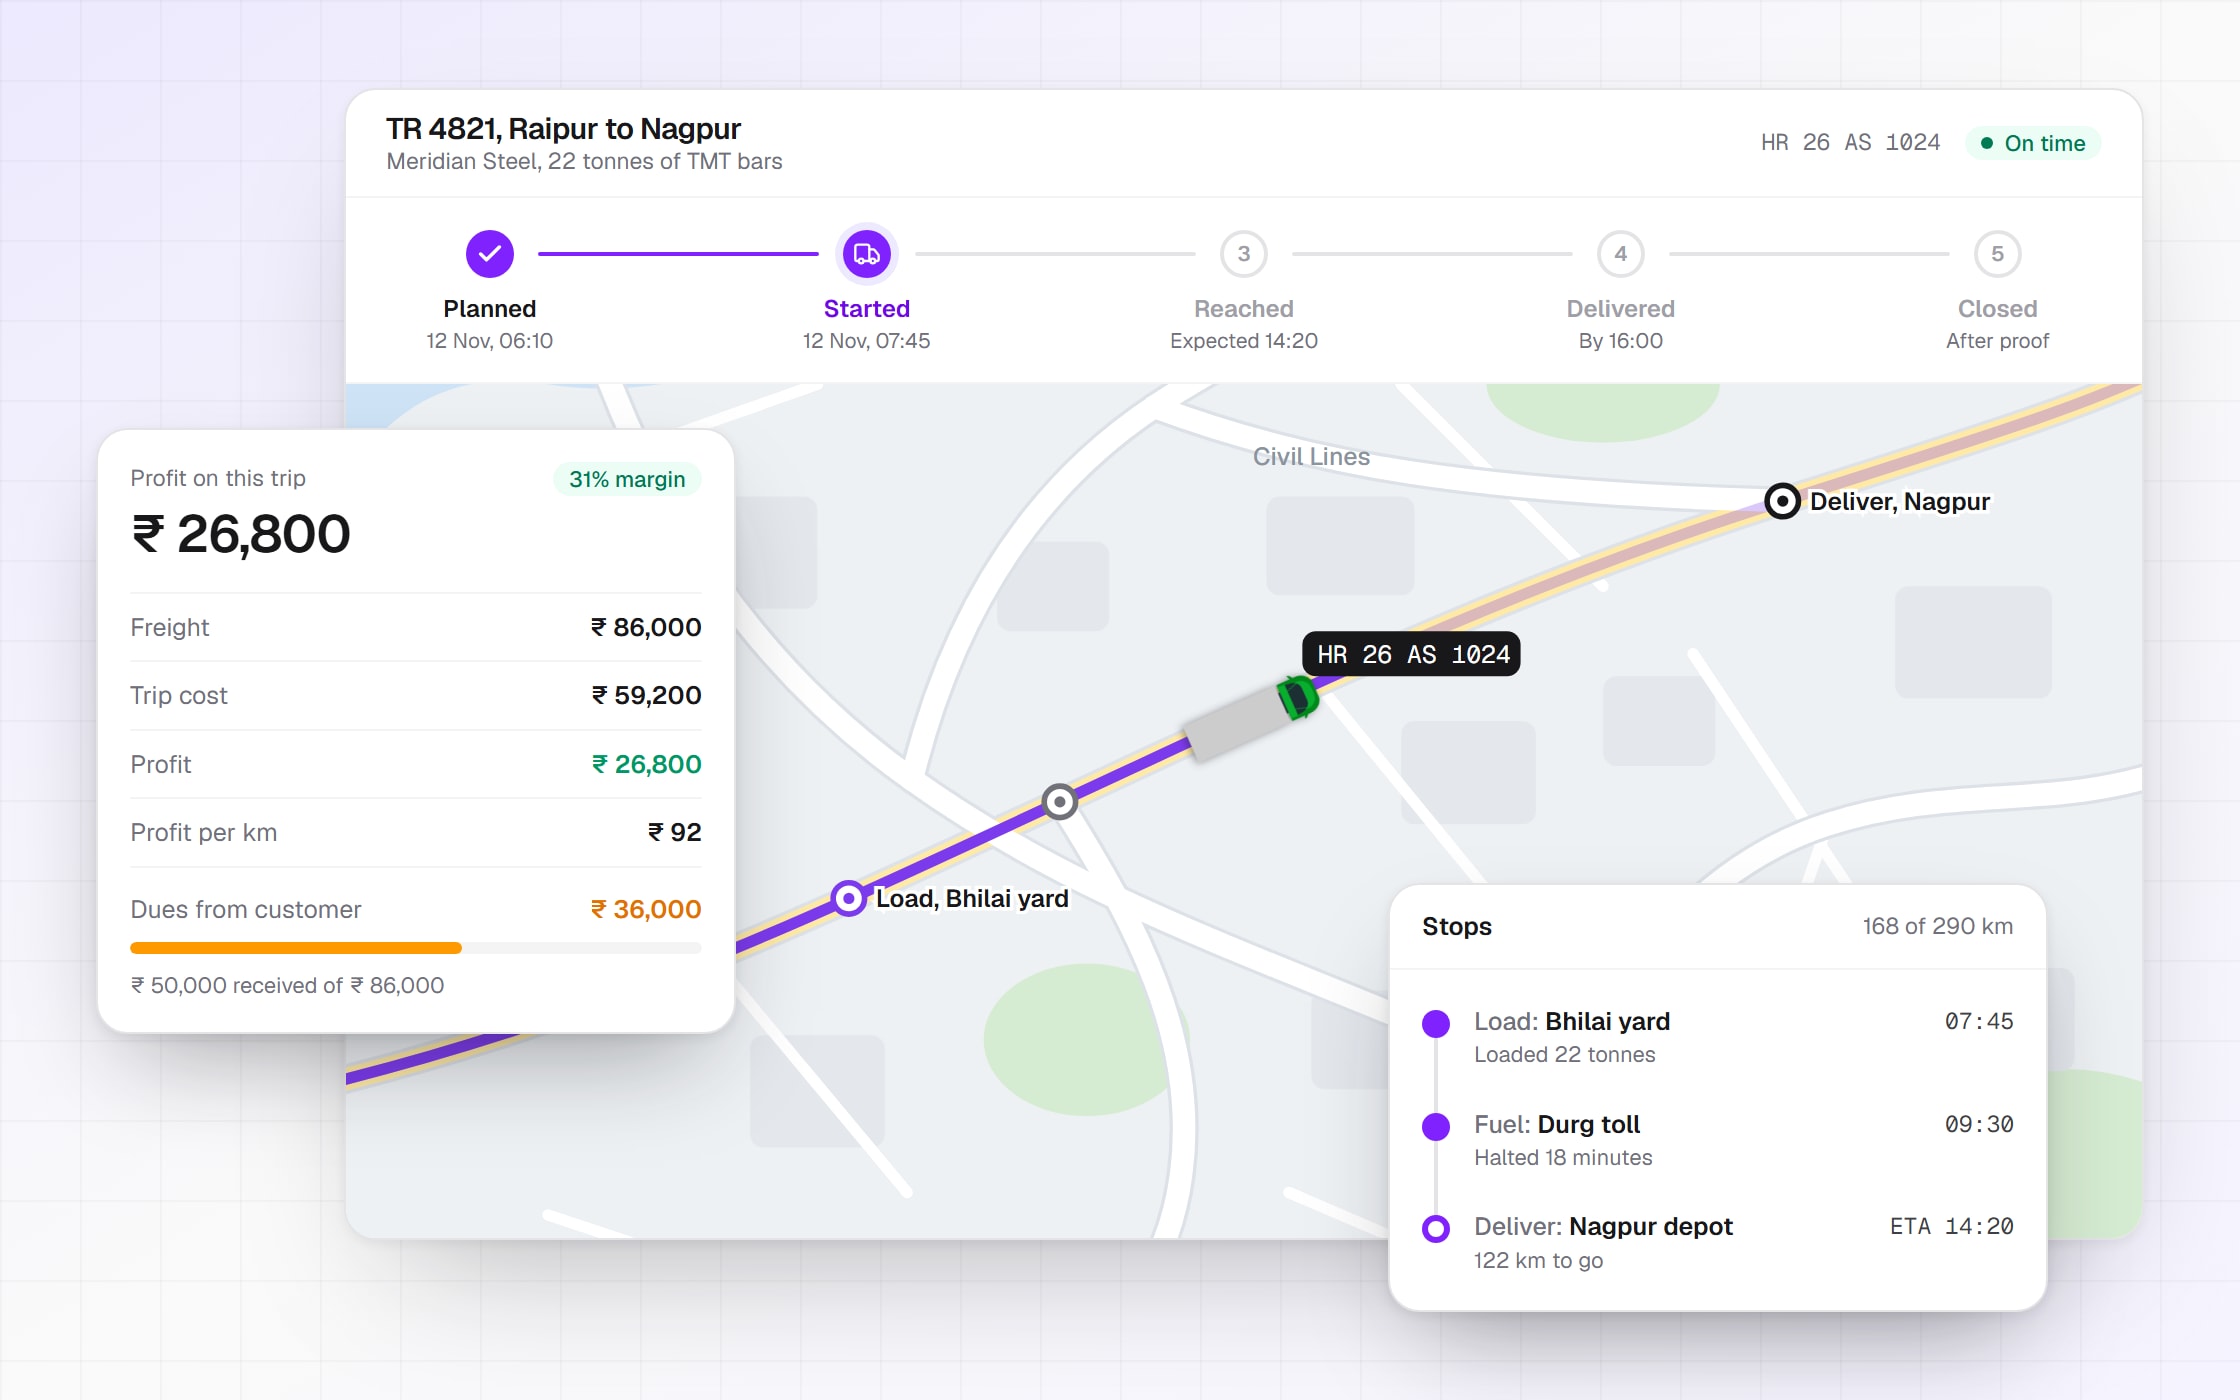 TR 4821, Raipur to Nagpur
Meridian Steel, 22 tonnes of TMT bars
HR 26 AS 1024
On time
3
4
5
Planned
12 Nov, 06:10
Started
12 Nov, 07:45
Reached
Expected 14:20
Delivered
By 16:00
Closed
After proof
Profit on this trip
31% margin
₹ 26,800
Freight
₹ 86,000
Trip cost
₹ 59,200
Profit
₹ 26,800
Profit per km
₹ 92
Dues from customer
₹ 36,000
₹ 50,000 received of ₹ 86,000
Civil Lines
Deliver, Nagpur
HR 26 AS 1024
Load, Bhilai yard
Stops
168 of 290 km
Load: Bhilai yard
07:45
Loaded 22 tonnes
Fuel: Durg toll
09:30
Halted 18 minutes
Deliver: Nagpur depot
ETA 14:20
122 km to go